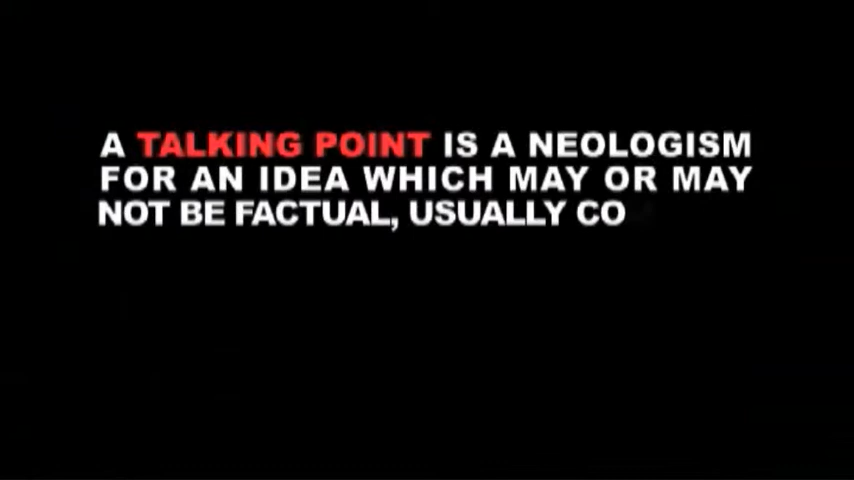 A TALKING POINT IS A NEOLOGISM
FOR AN IDEA WHICH MAY OR MAY
NOT BE FACTUAL, USUALLY CO